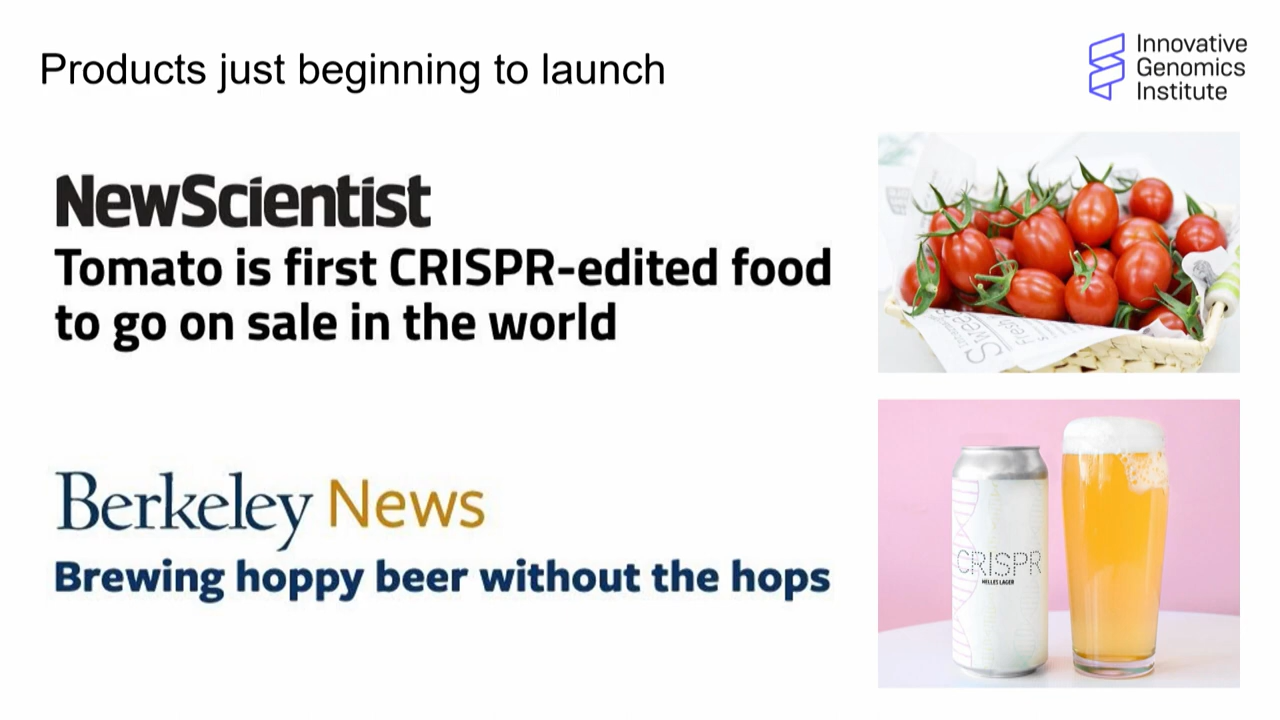 Products just beginning to launch
Innovative
Genomics
Institute
NewScientist
Tomato is first CRISPR-edited food
to go on sale in the world
Berkeley News
Brewing hoppy beer without the hops
CRISPR
HELLES LAGER